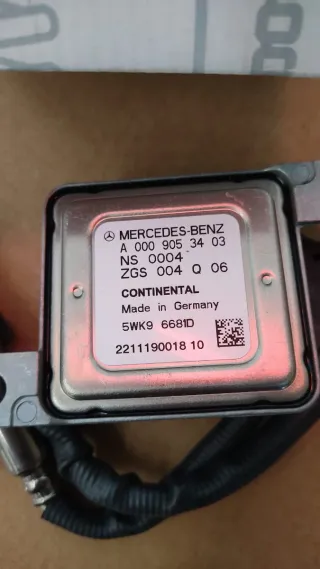 MERCEDES-BENZ
A 000 905 34 03
NS 0004
ZGS 004 Q 06
CONTINENTAL
Made in Germany
5WK9 6681D
2211190018 10